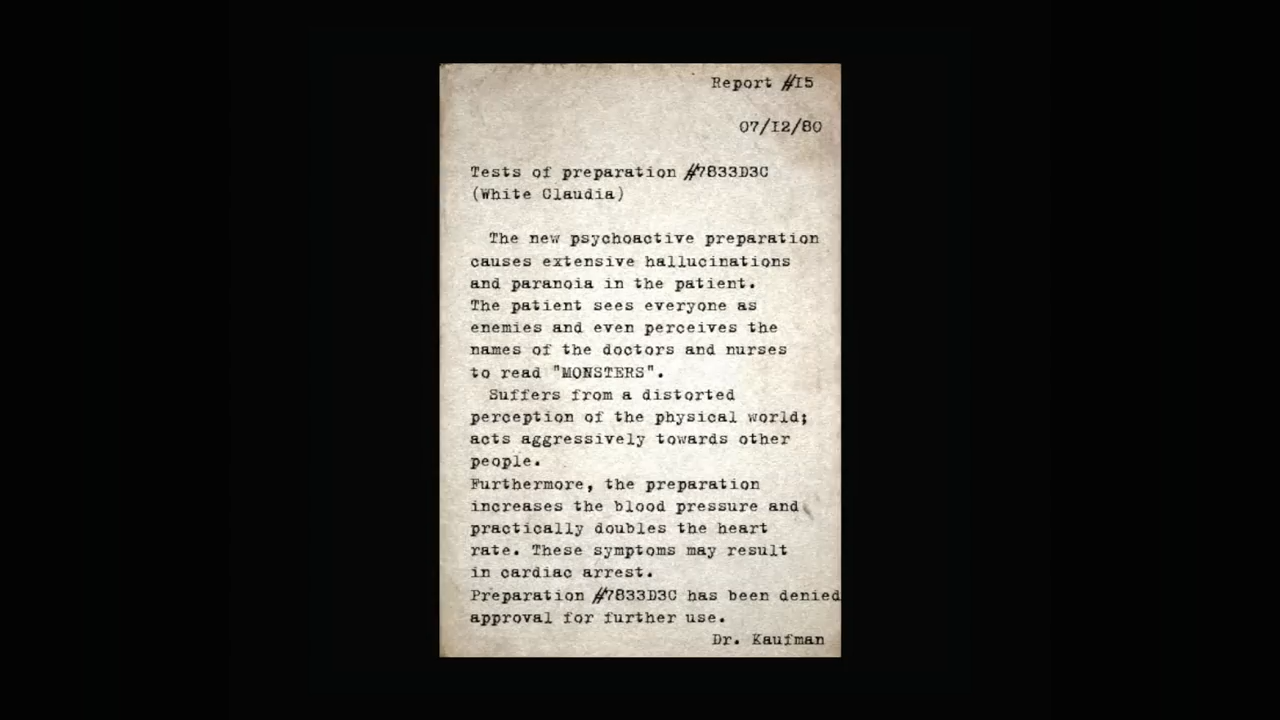 Report #15
07/12/80
Tests of preparation #7833D3C
(White Claudia)
The new psychoactive preparation
causes extensive hallucinations
and paranoia in the patient.
The patient sees everyone as
enemies and even perceives the
names of the doctors and nurses
to read "MONSTERS".
Suffers from a distorted
perception of the physical world;
acts aggressively towards other
people.
Furthermore, the preparation
increases the blood pressure and
practically doubles the heart
rate. These symptoms may result
in cardiac arrest.
Preparation #7833D3C has been denied
approval for further use.
Dr. Kaufman